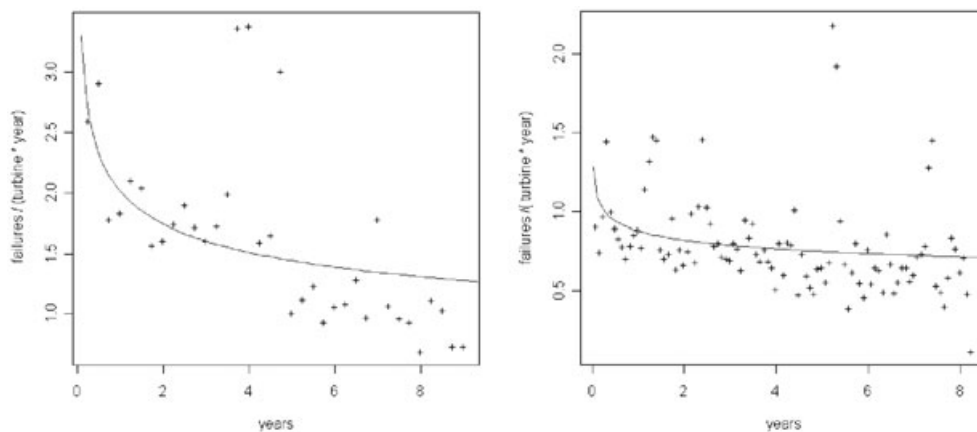 3.0
2.5
2.0
1.5
1.0
failures / (turbine * year)
0 2 4 6 8
years
2.0
1.5
1.0
0.5
failures /( turbine * year)
0 2 4 6 8
years